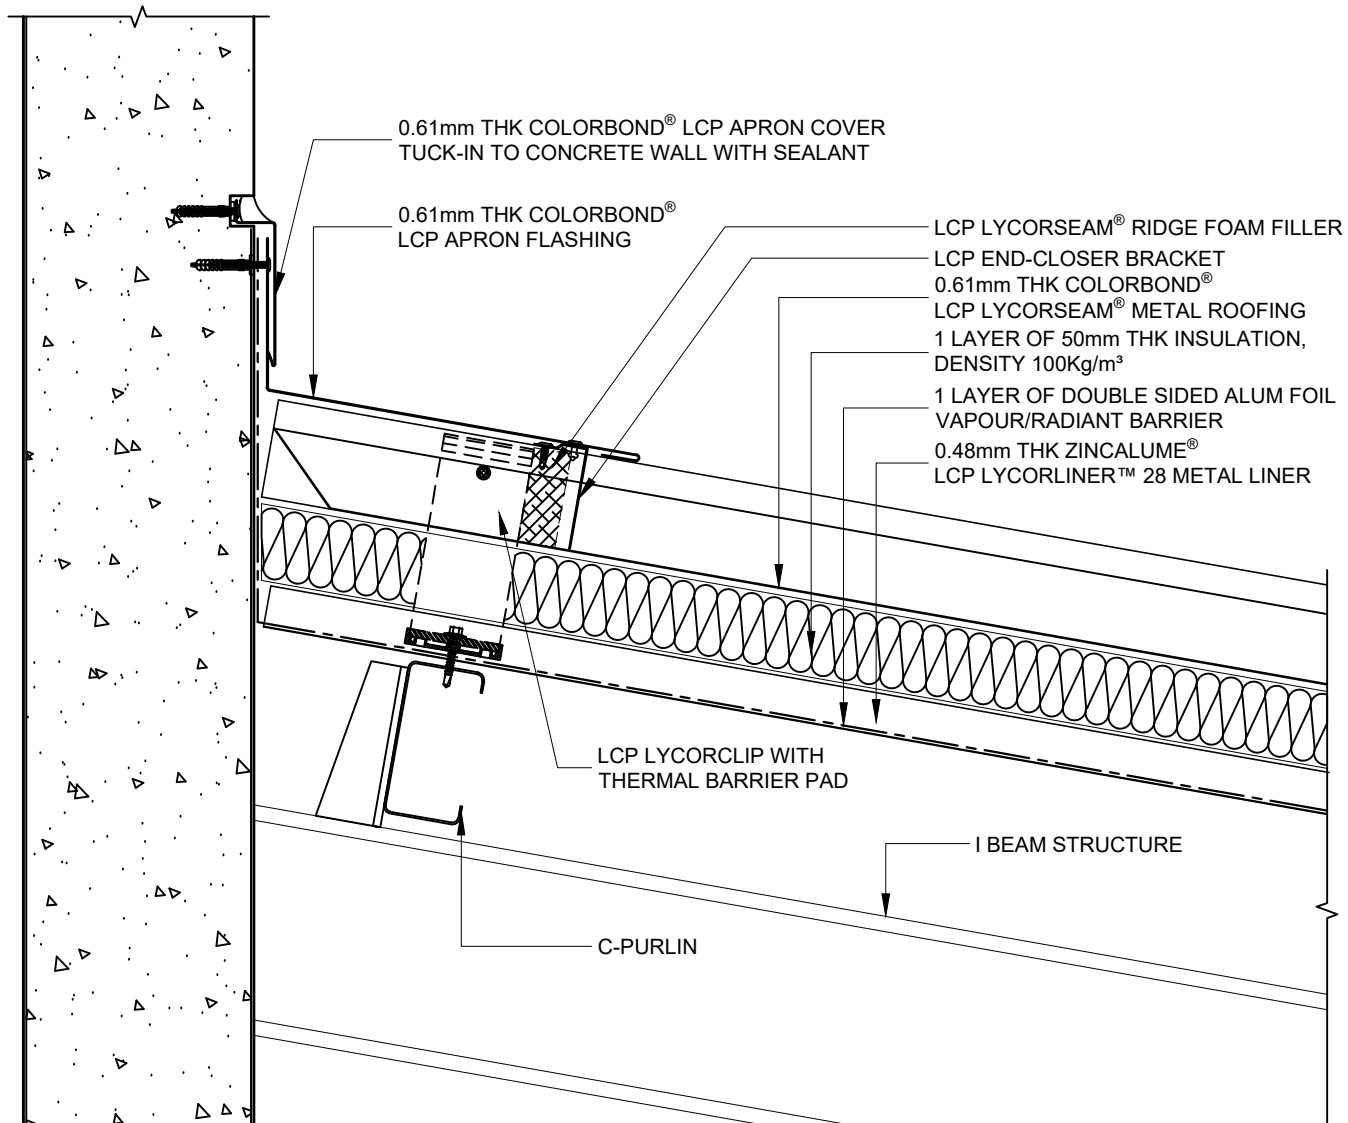 0.61mm THK COLORBOND® LCP APRON COVER
TUCK-IN TO CONCRETE WALL WITH SEALANT
0.61mm THK COLORBOND®
LCP APRON FLASHING
LCP LYCORSEAM® RIDGE FOAM FILLER
LCP END-CLOSER BRACKET
0.61mm THK COLORBOND®
LCP LYCORSEAM® METAL ROOFING
1 LAYER OF 50mm THK INSULATION,
DENSITY 100Kg/m³
1 LAYER OF DOUBLE SIDED ALUM FOIL
VAPOUR/RADIANT BARRIER
0.48mm THK ZINCALUME®
LCP LYCORLINER™ 28 METAL LINER
LCP LYCORCLIP WITH
THERMAL BARRIER PAD
I BEAM STRUCTURE
C-PURLIN